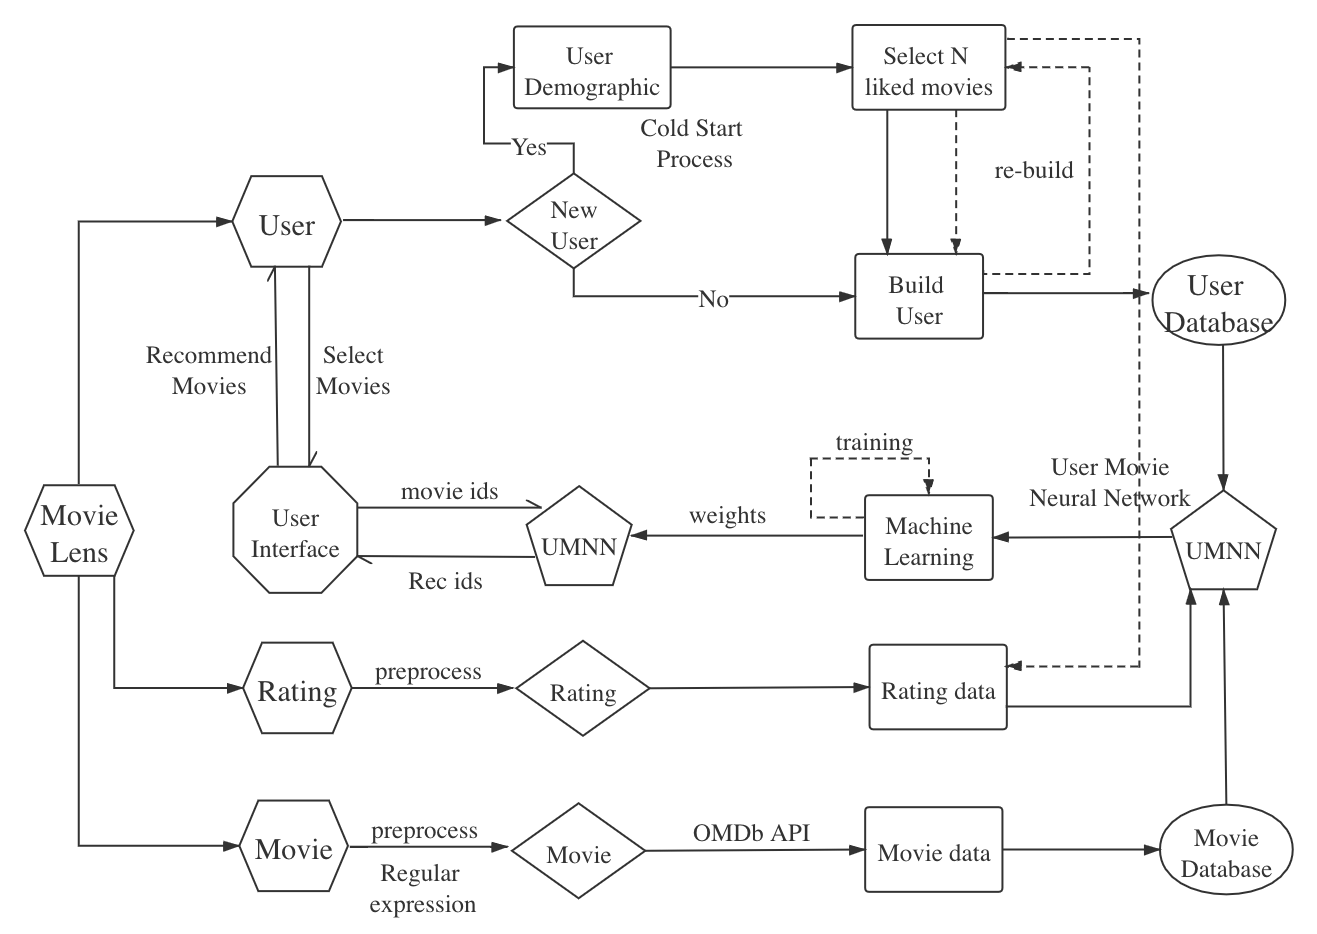 User
Demographic
Select N
liked movies
Cold Start
Process
Yes
re-build
User
New
User
Build
User
No
User
Database
Recommend
Movies
Select
Movies
training
User Movie
Neural Network
Movie
Lens
User
Interface
movie ids
Rec ids
UMNN
weights
Machine
Learning
UMNN
Rating
preprocess
Rating
Rating data
Movie
preprocess
Regular
expression
Movie
OMDb API
Movie data
Movie
Database